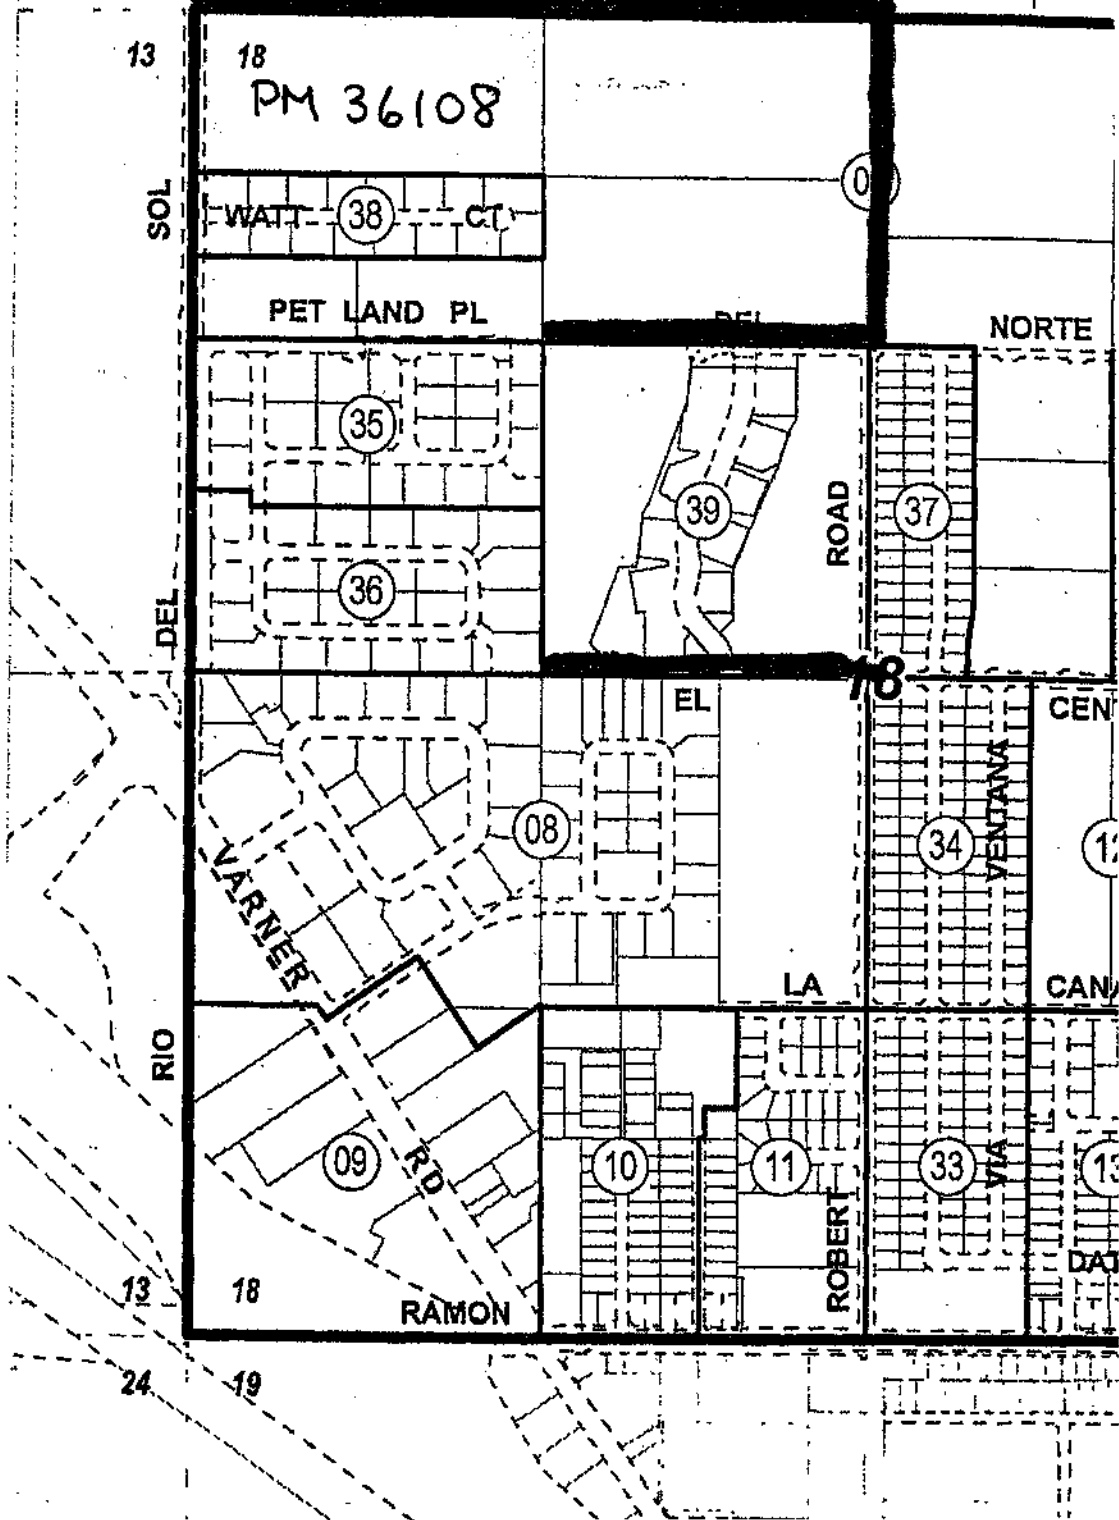 13 18
PM 36108
SOL
WATT 38 CT
PET LAND PL
NORTE
35
39
ROAD
37
36
DEL
18
EL
CEN
VENTANA
08
34
VARNER
LA
CAN
RIO
09
RD
10
11
33
VIA
ROBERT
DAT
13 18
RAMON
24 19